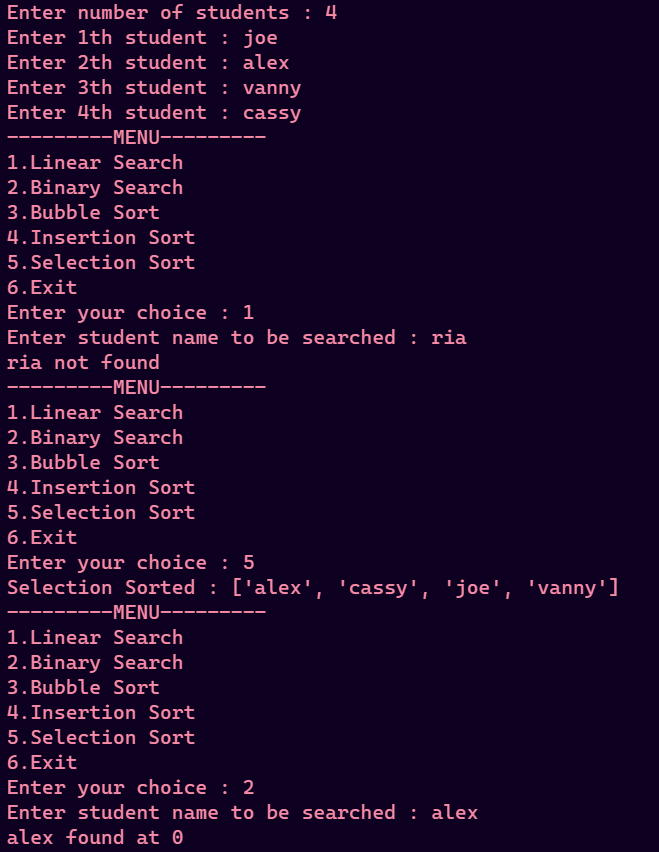 Enter number of students : 4
Enter 1th student : joe
Enter 2th student : alex
Enter 3th student : vanny
Enter 4th student : cassy
---------MENU---------
1.Linear Search
2.Binary Search
3.Bubble Sort
4.Insertion Sort
5.Selection Sort
6.Exit
Enter your choice : 1
Enter student name to be searched : ria
ria not found
---------MENU---------
1.Linear Search
2.Binary Search
3.Bubble Sort
4.Insertion Sort
5.Selection Sort
6.Exit
Enter your choice : 5
Selection Sorted : ['alex', 'cassy', 'joe', 'vanny']
---------MENU---------
1.Linear Search
2.Binary Search
3.Bubble Sort
4.Insertion Sort
5.Selection Sort
6.Exit
Enter your choice : 2
Enter student name to be searched : alex
alex found at 0